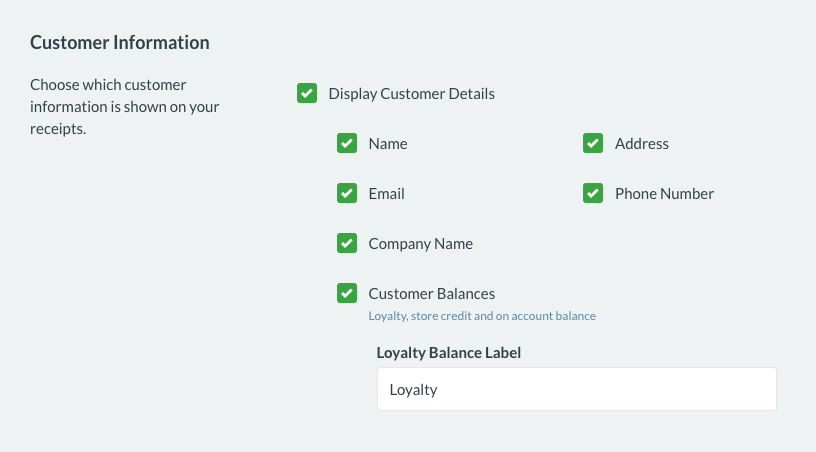 Customer Information
Choose which customer
information is shown on your
receipts.
Display Customer Details
Name
Address
Email
Phone Number
Company Name
Customer Balances
Loyalty, store credit and on account balance
Loyalty Balance Label
Loyalty